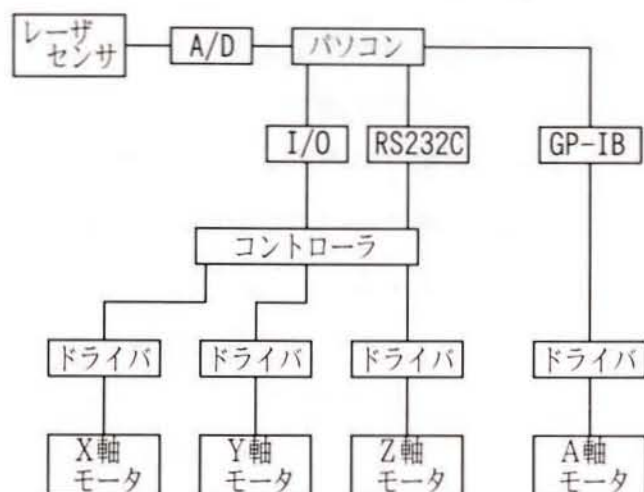 レーザ
センサ
A/D
パソコン
I/O
RS232C
GP-IB
コントローラ
ドライバ
ドライバ
ドライバ
ドライバ
X軸
モータ
Y軸
モータ
Z軸
モータ
A軸
モータ